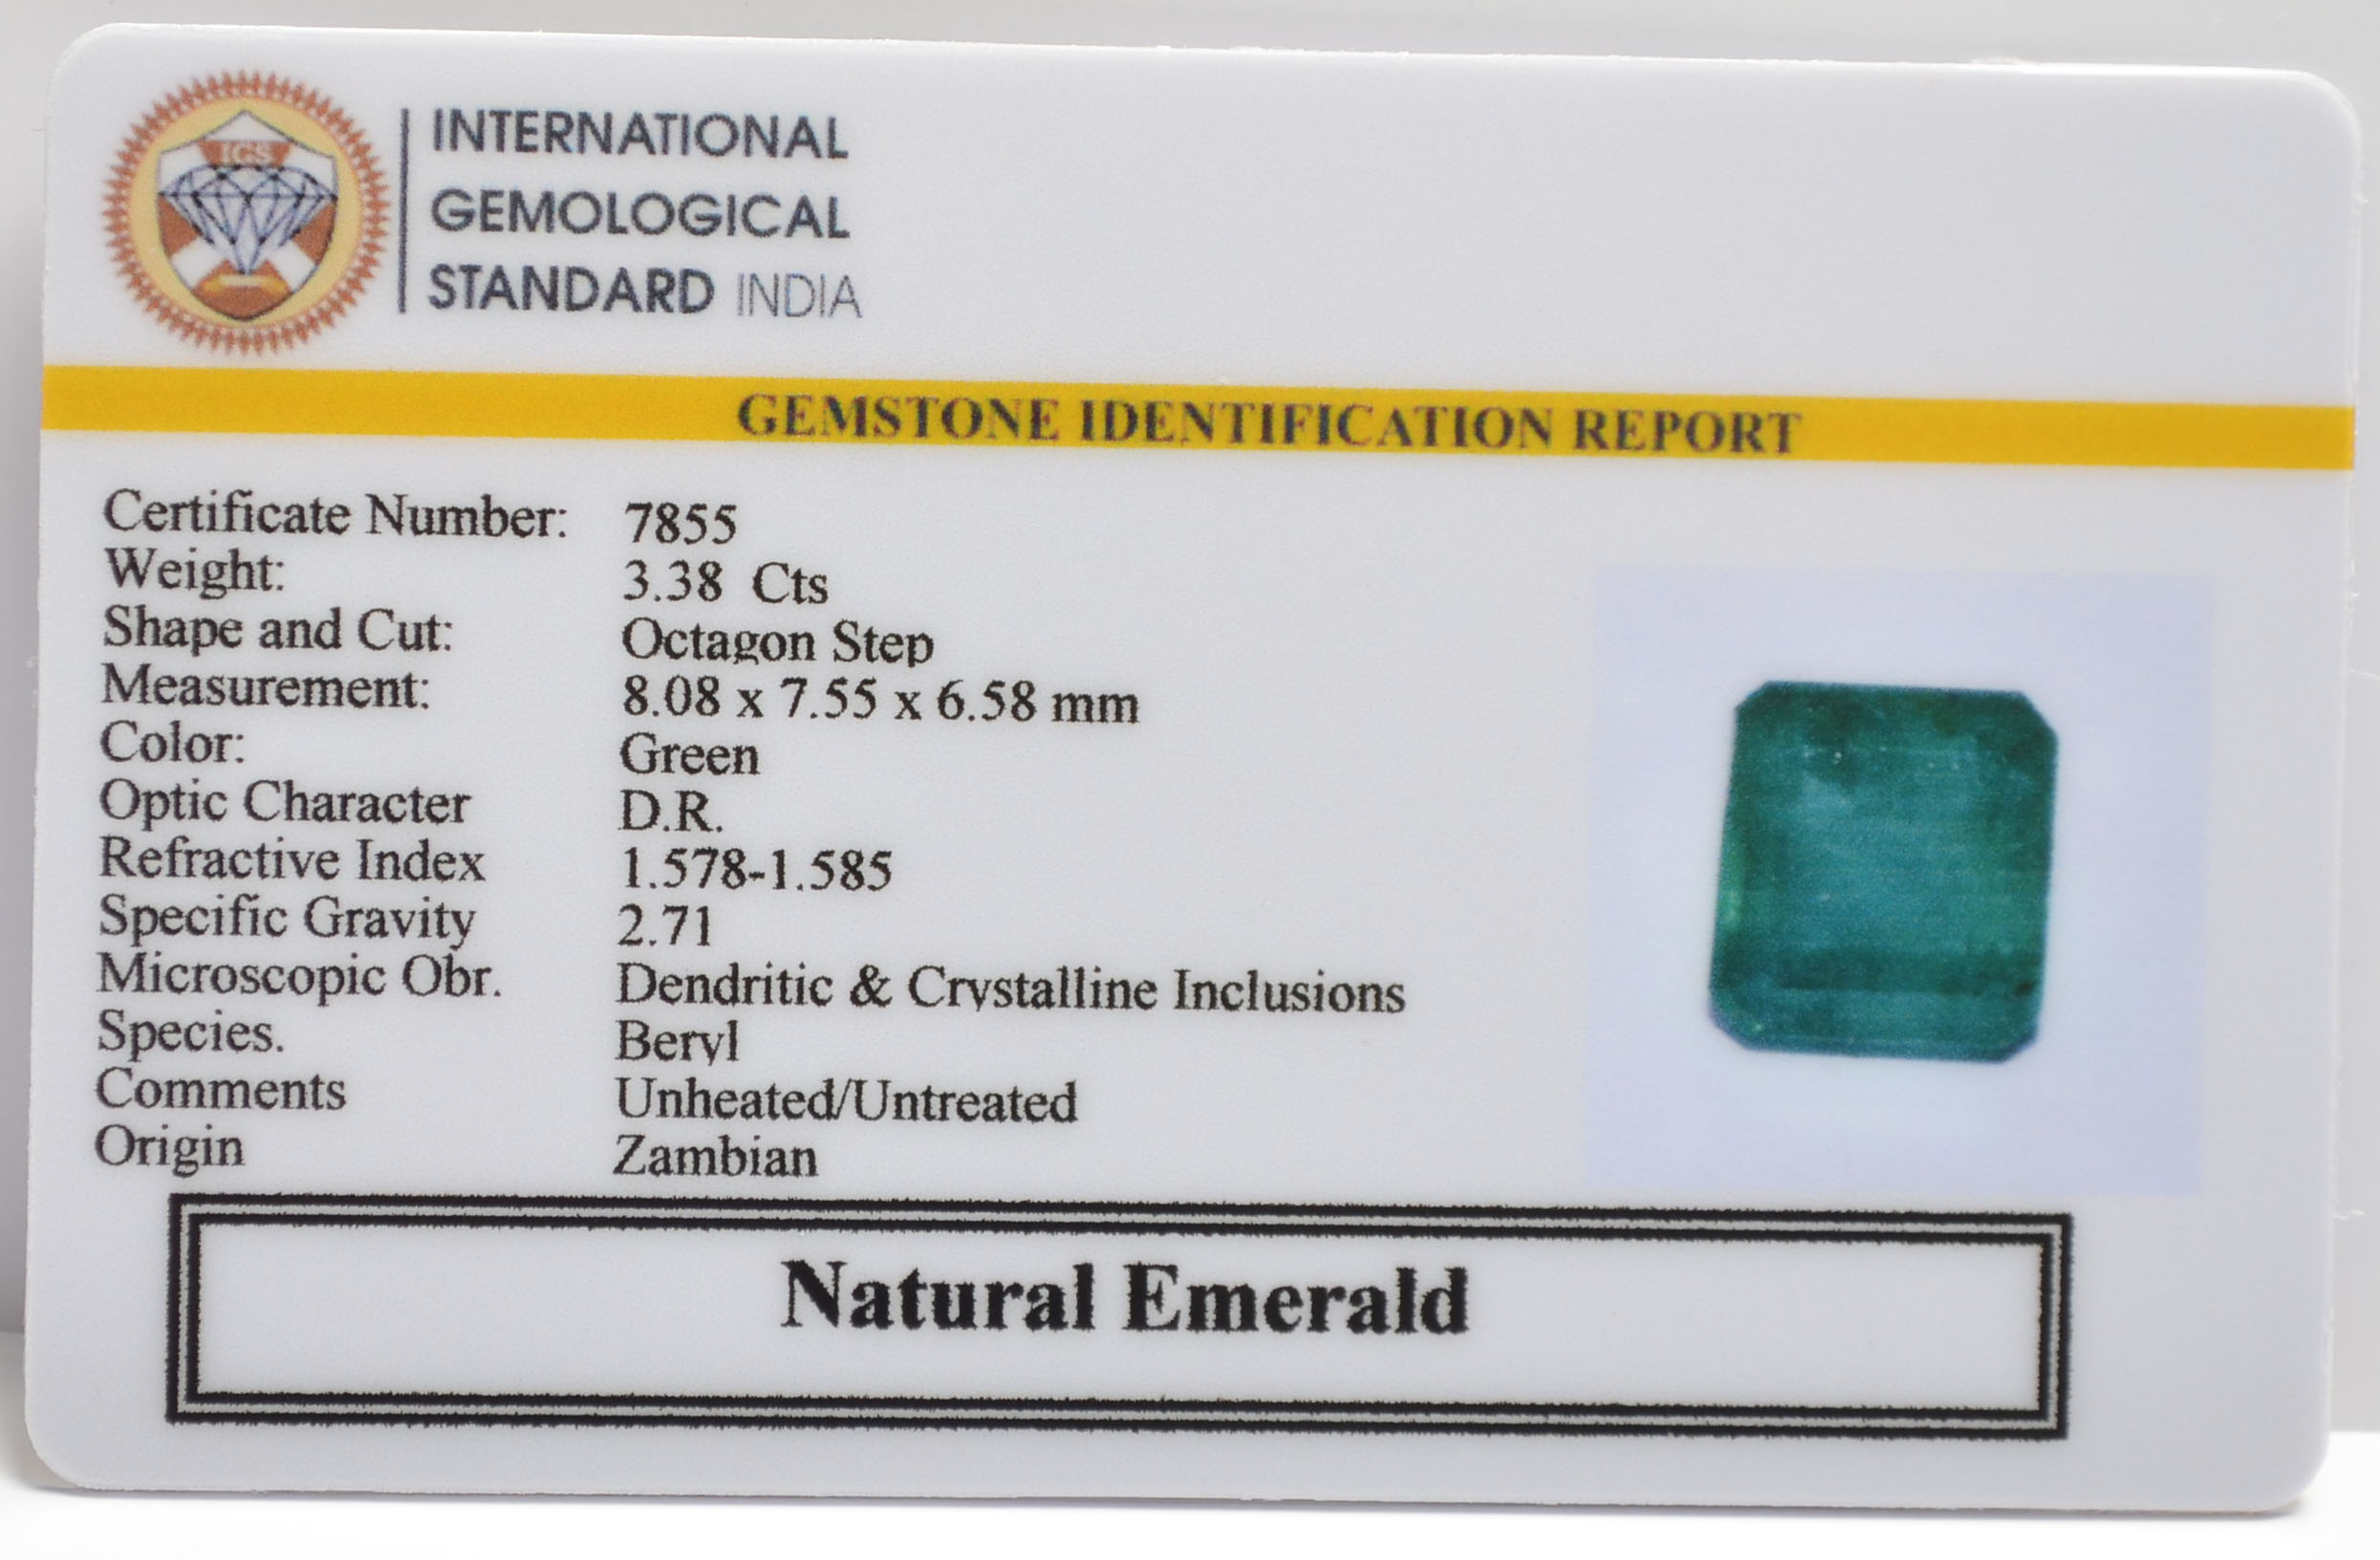 IGS
INTERNATIONAL
GEMOLOGICAL
STANDARD INDIA
GEMSTONE IDENTIFICATION REPORT
Certificate Number: 7855
Weight: 3.38 Cts
Shape and Cut: Octagon Step
Measurement: 8.08 x 7.55 x 6.58 mm
Color: Green
Optic Character D.R.
Refractive Index 1.578-1.585
Specific Gravity 2.71
Microscopic Obr. Dendritic & Crystalline Inclusions
Species. Beryl
Comments Unheated/Untreated
Origin Zambian
Natural Emerald